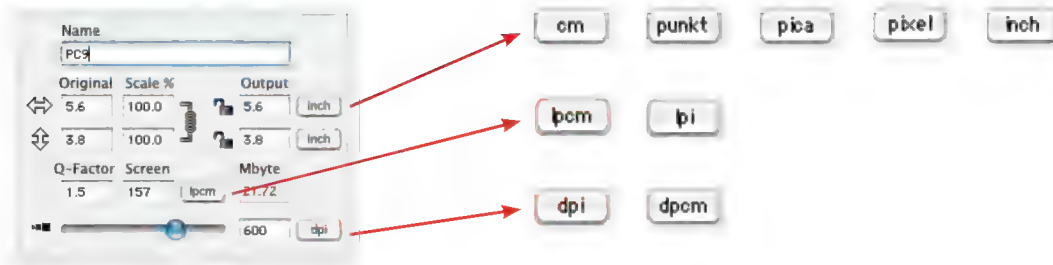 Name
PC9
Original Scale % Output
5.6 100.0 5.6 inch
3.8 100.0 3.8 inch
Q-Factor Screen Mbyte
1.5 157 lpcm 21.72
600 dpi
cm punkt pica pixel inch
lpcm lpi
dpi dpcm